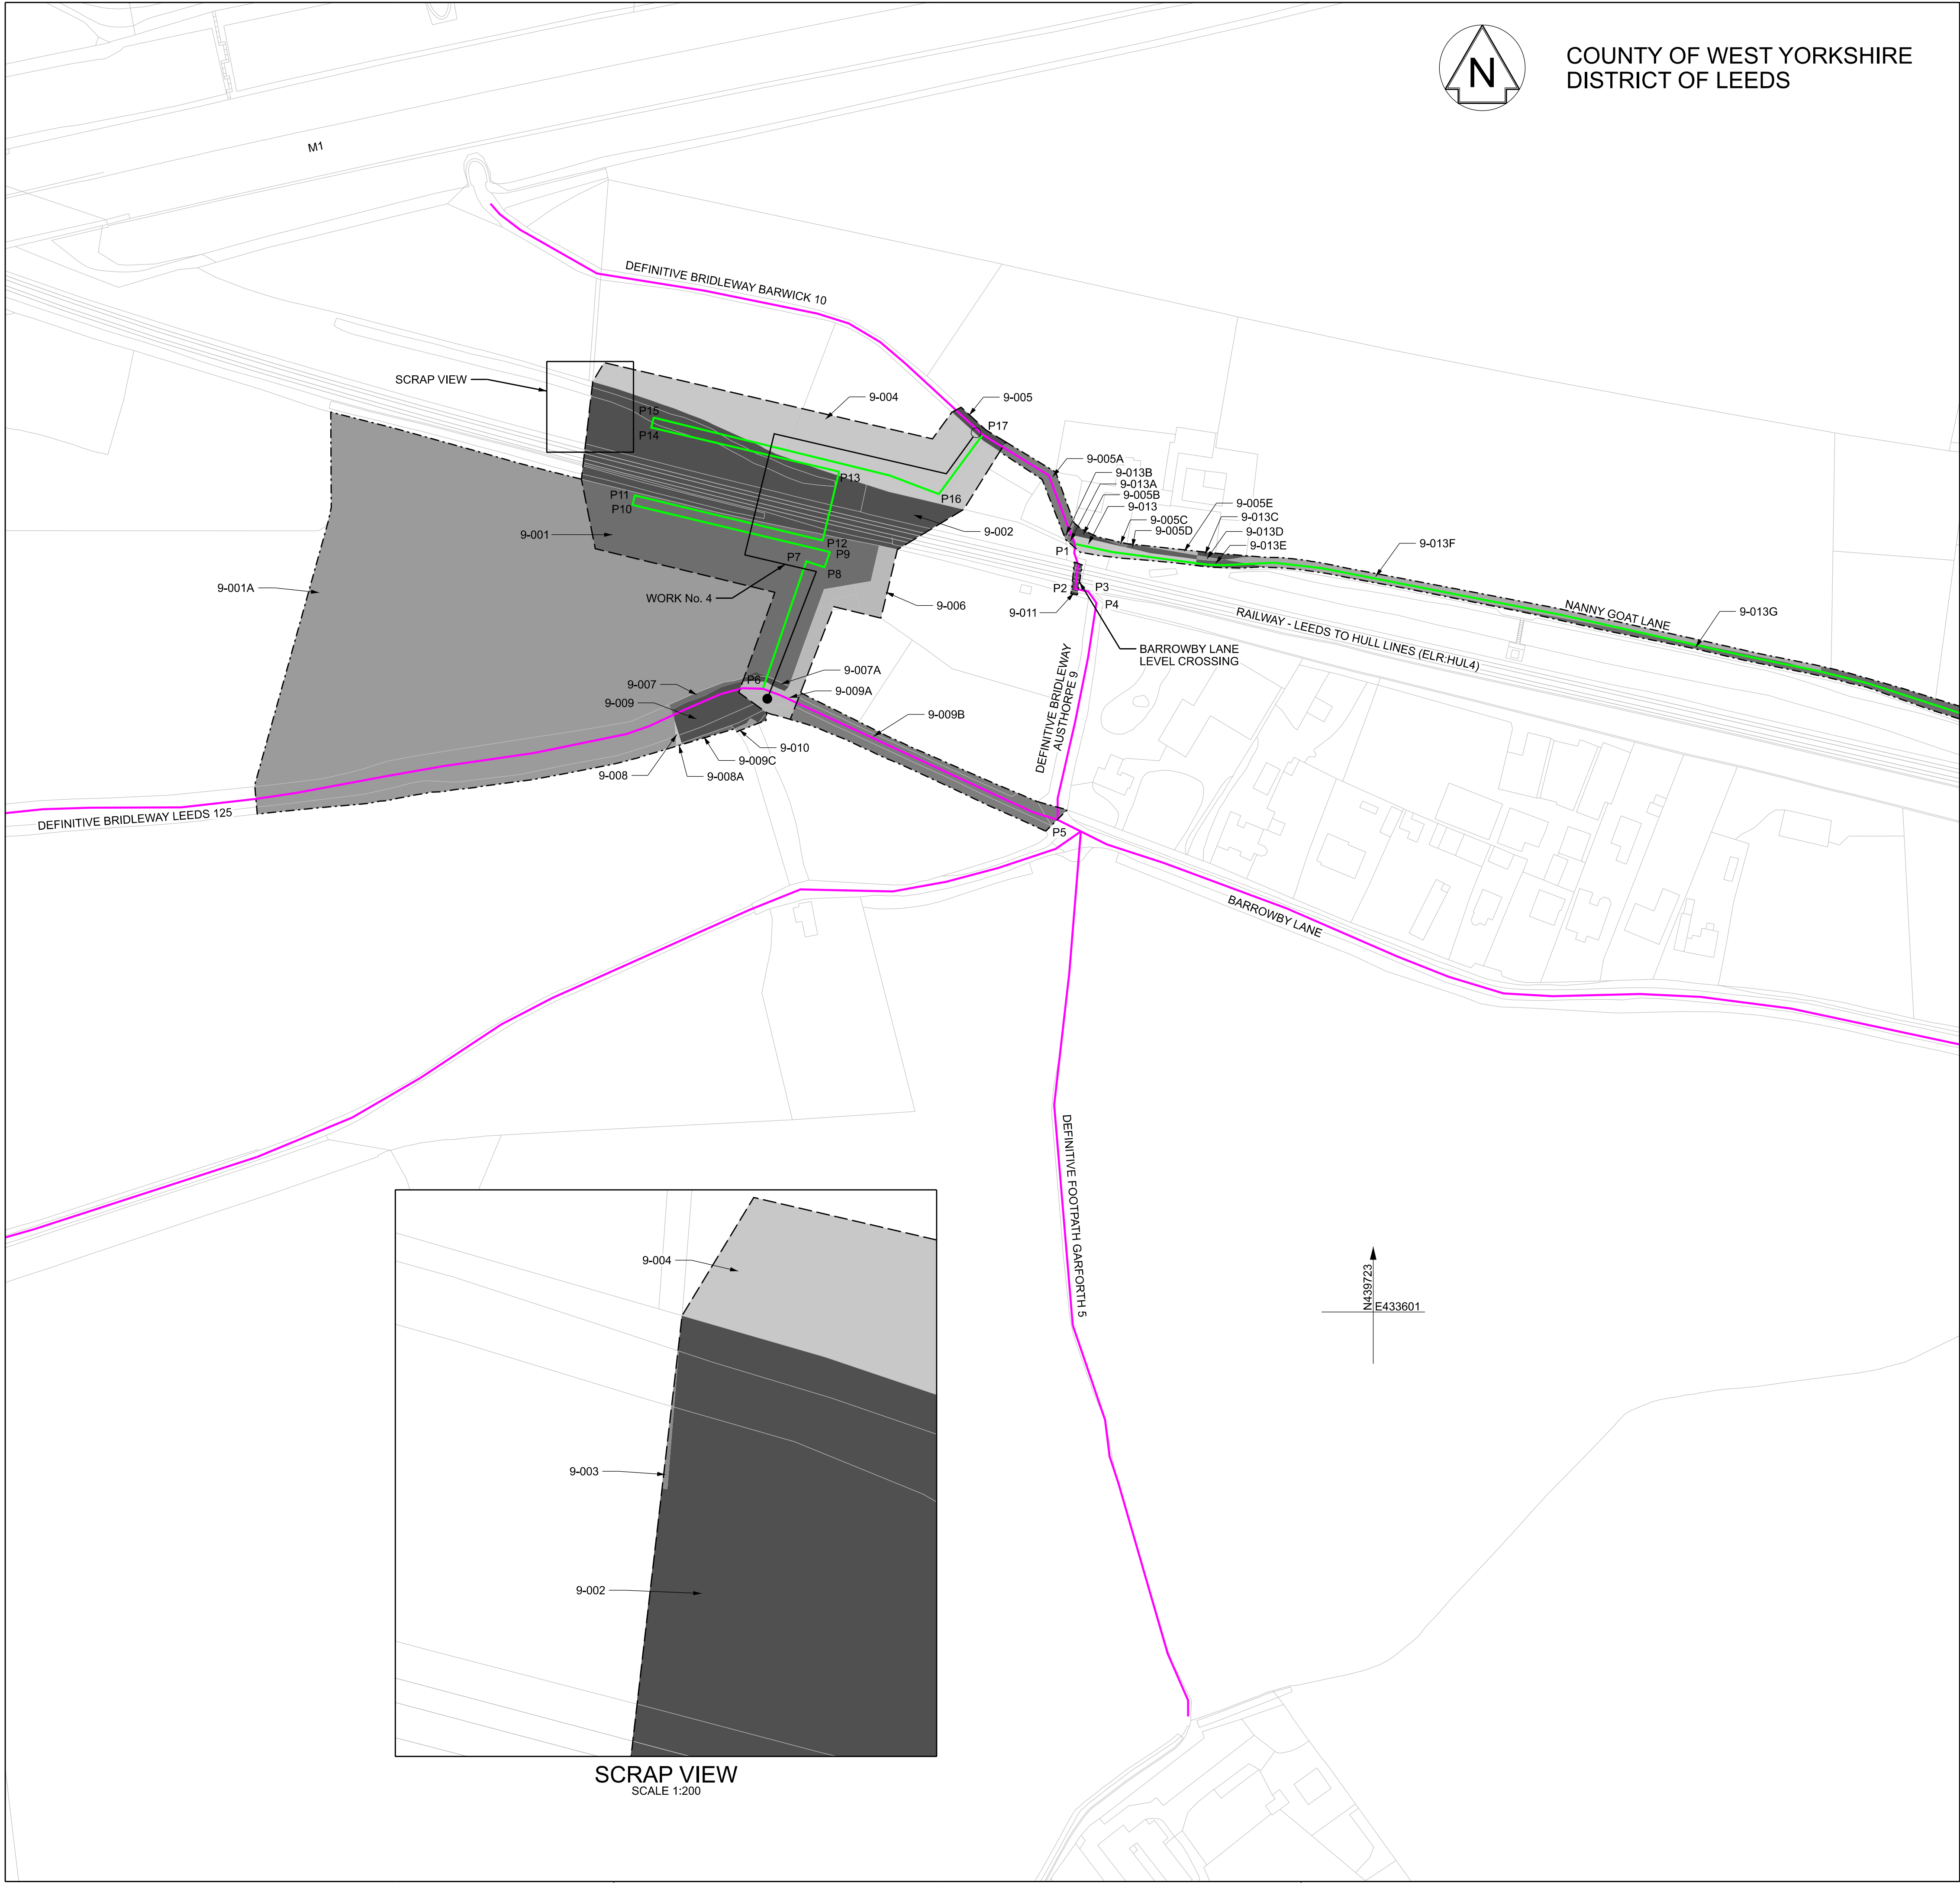 COUNTY OF WEST YORKSHIRE
DISTRICT OF LEEDS
N
M1
DEFINITIVE BRIDLEWAY BARWICK 10
SCRAP VIEW
9-004
9-005
P17
P15
P14
9-005A
9-013B
9-013A
9-005B
9-013
9-005C
9-005D
9-005E
9-013C
9-013D
9-013E
9-013F
P13
P16
P11
P10
9-001
9-002
P12
P9
P7
P8
P1
9-001A
WORK No. 4
9-006
P2
P3
P4
9-011
NANNY GOAT LANE
9-013G
RAILWAY - LEEDS TO HULL LINES (ELR:HUL4)
BARROWBY LANE
LEVEL CROSSING
DEFINITIVE BRIDLEWAY
AUSTHORPE 9
9-007A
P6
9-007
9-009A
9-009
9-009B
9-010
9-009C
9-008
9-008A
DEFINITIVE BRIDLEWAY LEEDS 125
P5
BARROWBY LANE
DEFINITIVE FOOTPATH GARFORTH 5
9-004
9-003
9-002
N439723
E433601
SCRAP VIEW
SCALE 1:200